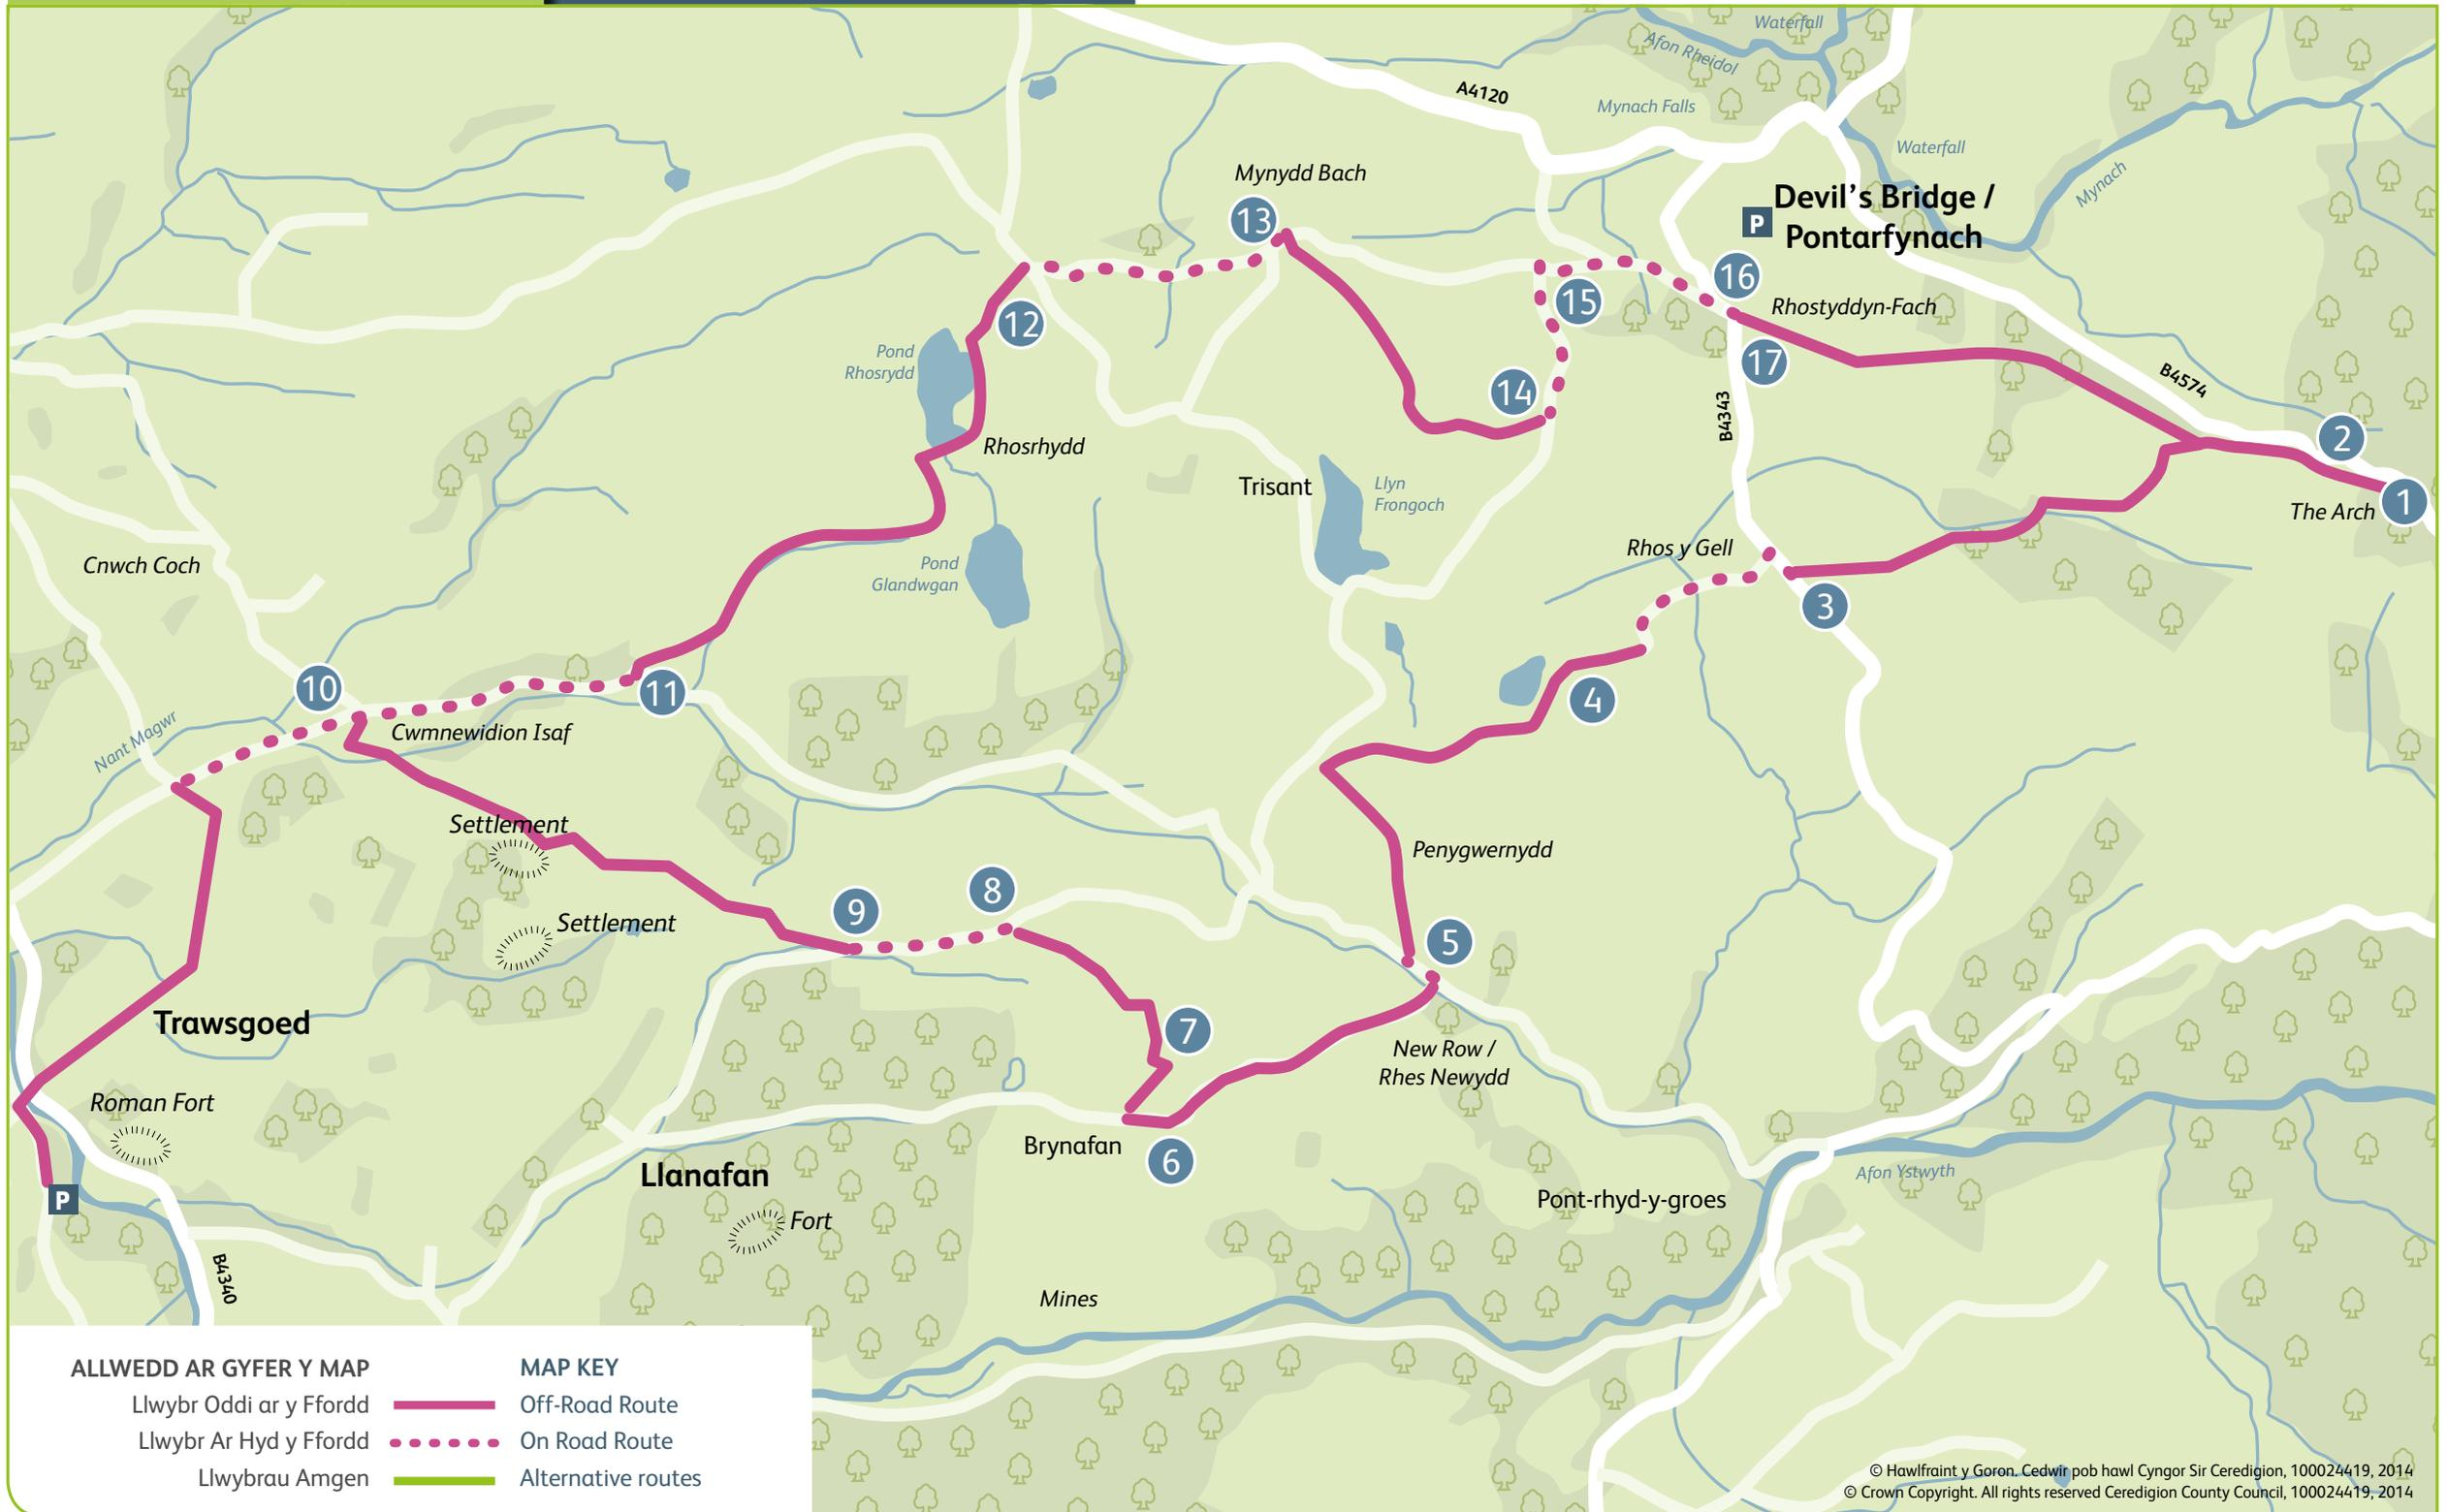 Waterfall
Afon Rheidol
A4120
Mynach Falls
Waterfall
Mynach
Mynydd Bach
13
Devil's Bridge /
P
Pontarfynach
16
15
Rhostyddyn-Fach
12
17
Pond
Rhosrydd
14
B4574
B4343
2
Rhosrhydd
Trisant
Llyn
Frongoch
1
The Arch
Cnwch Coch
Pond
Glandwgan
Rhos y Gell
3
10
11
4
Nant Magwr
Cwmnewidion Isaf
Settlement
Penygwernydd
8
9
Settlement
5
Trawsgoed
7
New Row /
Rhes Newydd
Roman Fort
Brynafan
6
Llanafan
Afon Ystwyth
P
Pont-rhyd-y-groes
Fort
B4340
Mines
ALLWEDD AR GYFER Y MAP
MAP KEY
Llwybr Oddi ar y Ffordd
Off-Road Route
Llwybr Ar Hyd y Ffordd
On Road Route
Llwybrau Amgen
Alternative routes
© Hawlfraint y Goron. Cedwir pob hawl Cyngor Sir Ceredigion, 100024419, 2014
© Crown Copyright. All rights reserved Ceredigion County Council, 100024419, 2014